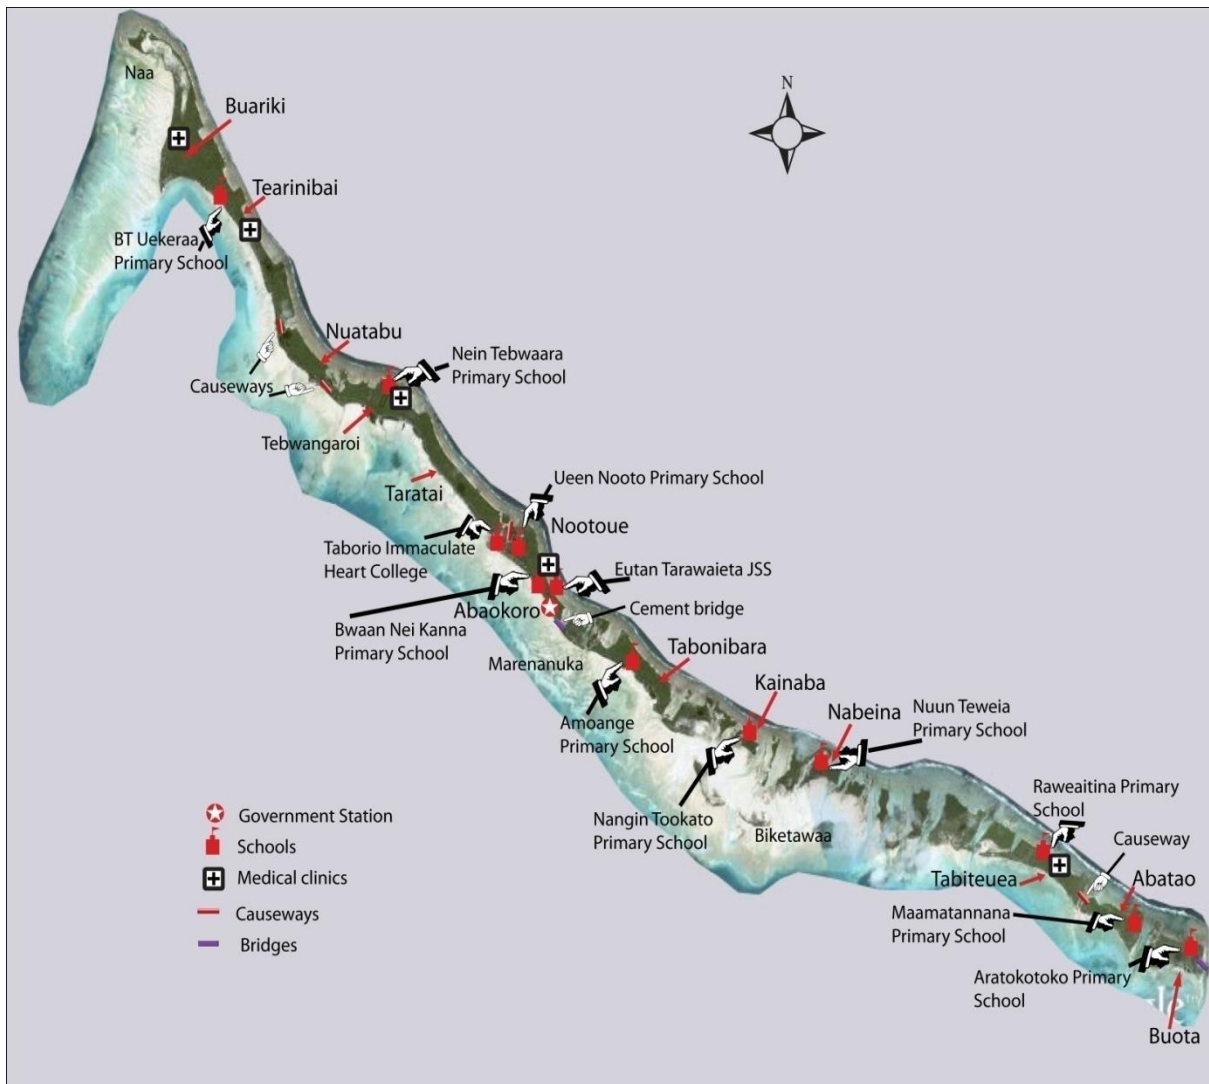 Naa
N
Buariki
Tearinibai
BT Uekeraa
Primary School
Nuatabu
Nein Tebwaara
Primary School
Causeways
Tebwangaroi
Taratai
Ueen Nooto Primary School
Nootoue
Taborio Immaculate
Heart College
Eutan Tarawaieta JSS
Abaokoro
Cement bridge
Bwaan Nei Kanna
Primary School
Marenanuka
Tabonibara
Kainaba
Amoange
Primary School
Nabeina
Nuun Teweia
Primary School
Nangin Tookato
Primary School
Biketawaa
Raweaitina Primary
School
Causeway
Tabiteuea
Abatao
Maamatannana
Primary School
Aratokotoko Primary
School
Buota
Government Station
Schools
Medical clinics
Causeways
Bridges